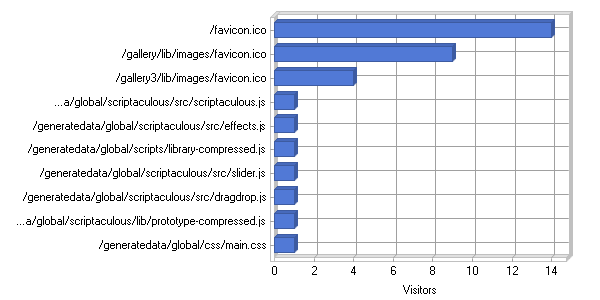 /favicon.ico
/gallery/lib/images/favicon.ico
/gallery3/lib/images/favicon.ico
...a/global/scriptaculous/src/scriptaculous.js
/generatedata/global/scriptaculous/src/effects.js
/generatedata/global/scripts/library-compressed.js
/generatedata/global/scriptaculous/src/slider.js
/generatedata/global/scriptaculous/src/dragdrop.js
...a/global/scriptaculous/lib/prototype-compressed.js
/generatedata/global/css/main.css
0 2 4 6 8 10 12 14
Visitors